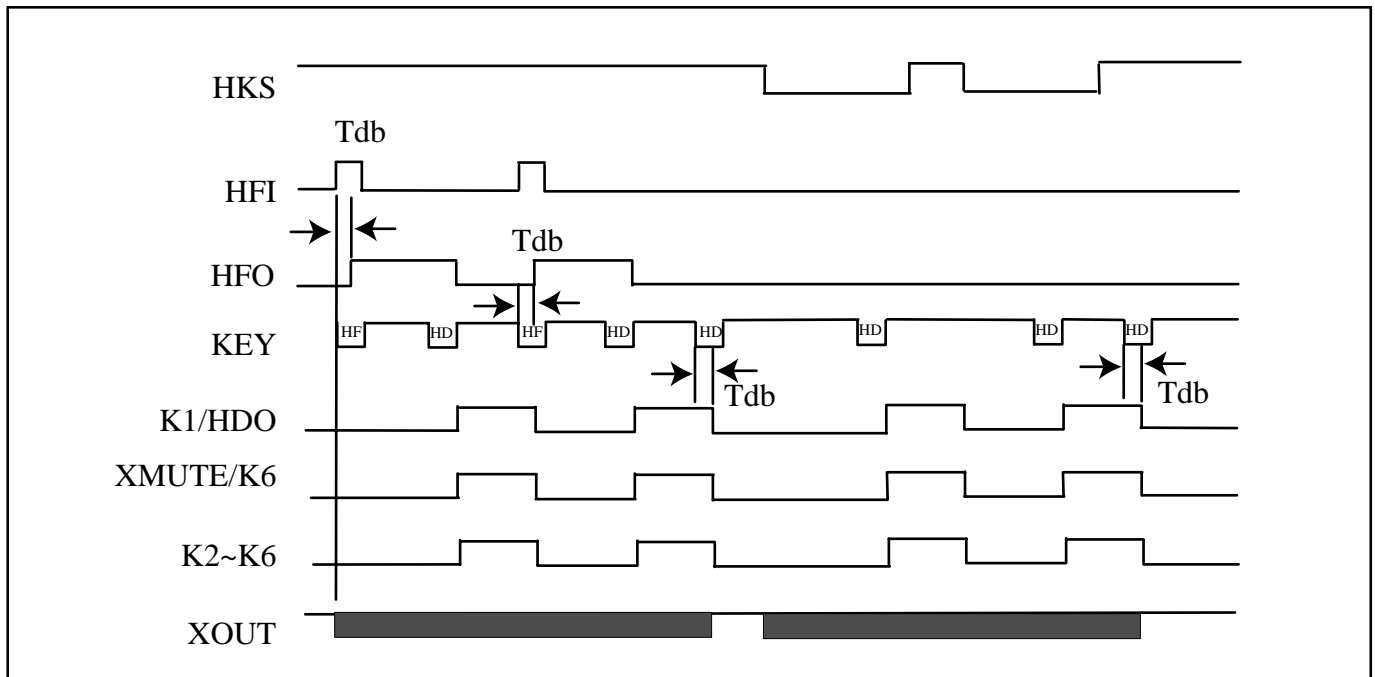 HKS
Tdb
HFI
Tdb
HFO
KEY HF HD HF HD HD HD HD HD
Tdb Tdb
K1/HDO
XMUTE/K6
K2~K6
XOUT